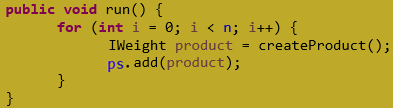 public void run() {
    for (int i = 0; i < n; i++) {
        IWeight product = createProduct();
        ps.add(product);
    }
}